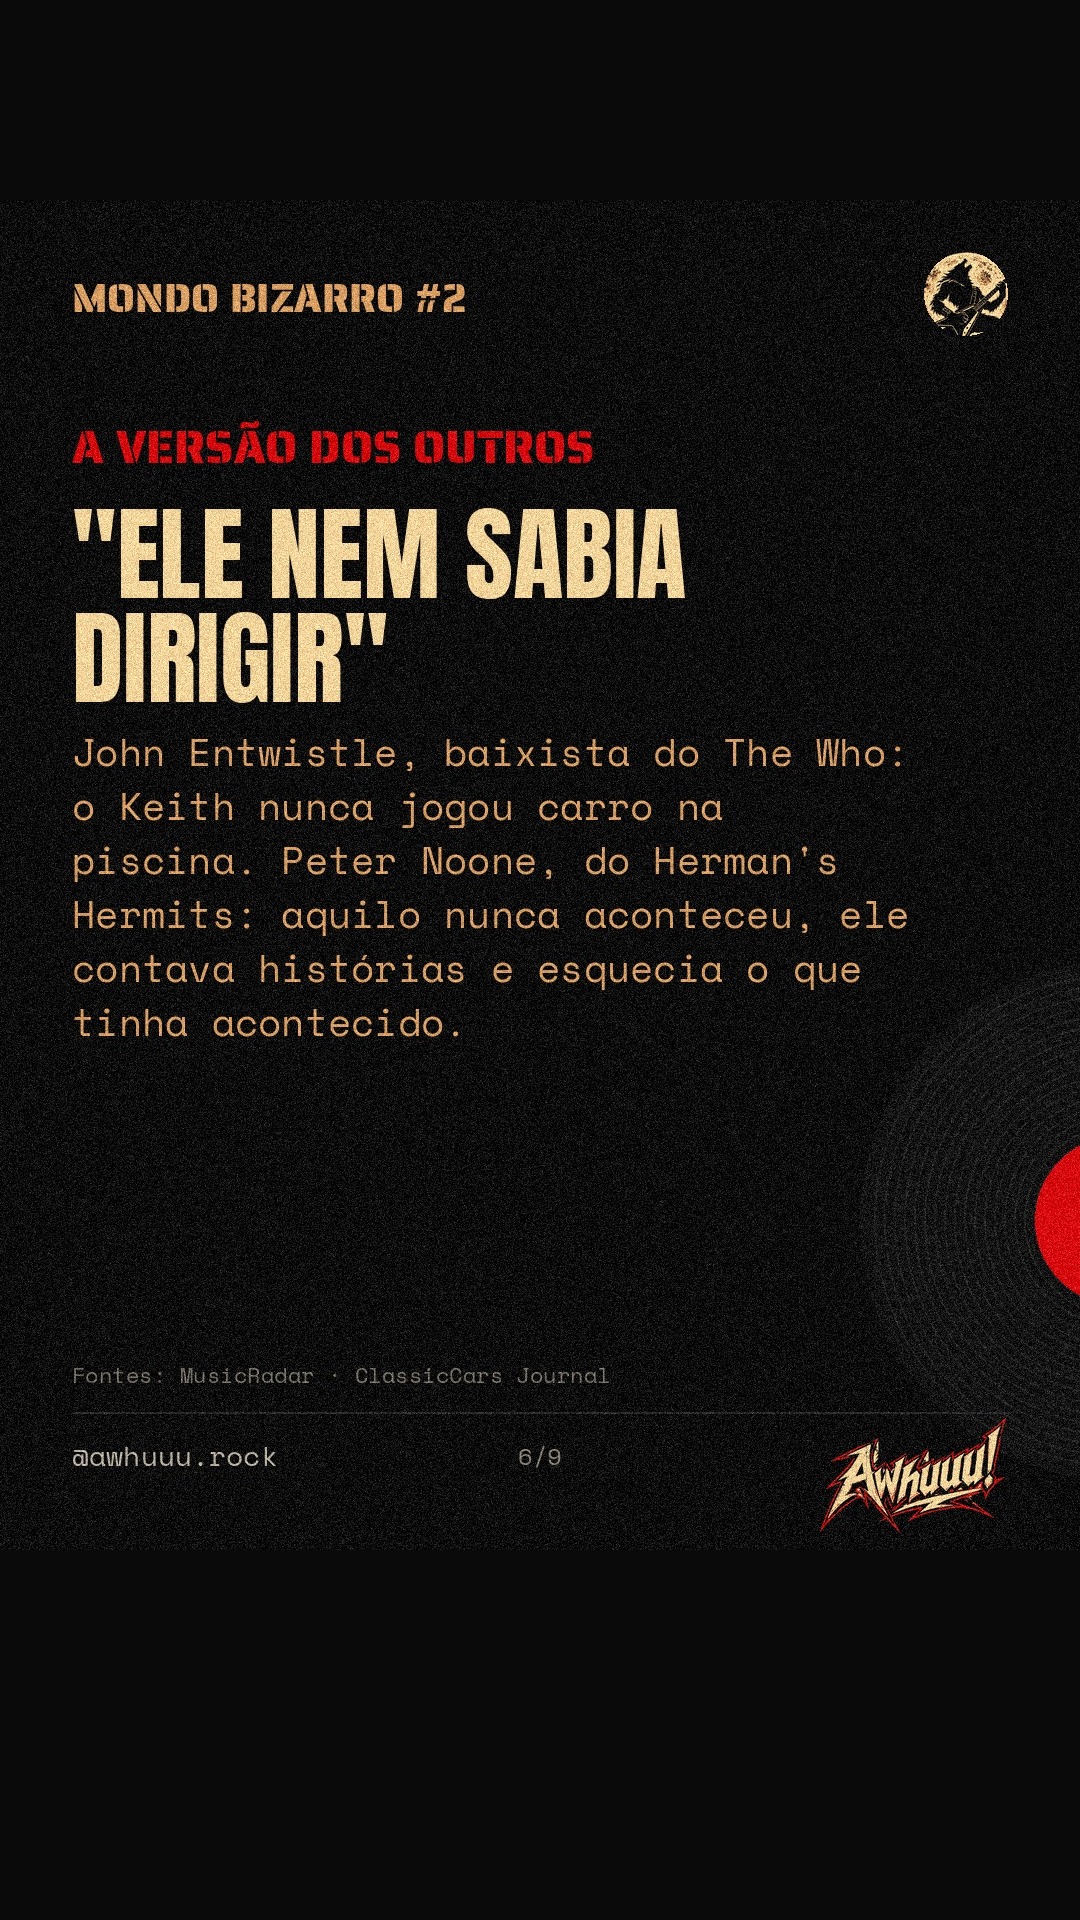 MONDO BIZARRO #2
A VERSÃO DOS OUTROS
"ELE NEM SABIA
DIRIGIR"
John Entwistle, baixista do The Who:
o Keith nunca jogou carro na
piscina. Peter Noone, do Herman's
Hermits: aquilo nunca aconteceu, ele
contava histórias e esquecia o que
tinha acontecido.
Fontes: MusicRadar · ClassicCars Journal
@awhuuu.rock
6/9
Awhuuu!